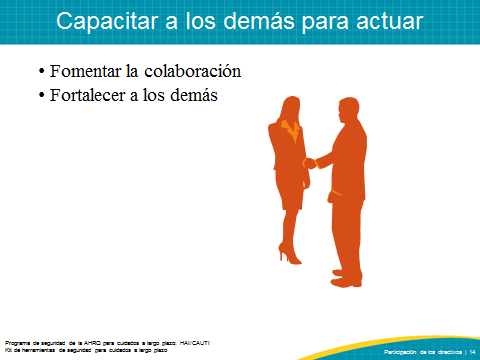 Capacitar a los demás para actuar
• Fomentar la colaboración
• Fortalecer a los demás
Programa de seguridad de la AHRQ para cuidados a largo plazo: HAI/CAUTI
Kit de herramientas de seguridad para cuidados a largo plazo
Participación de los directivos | 14